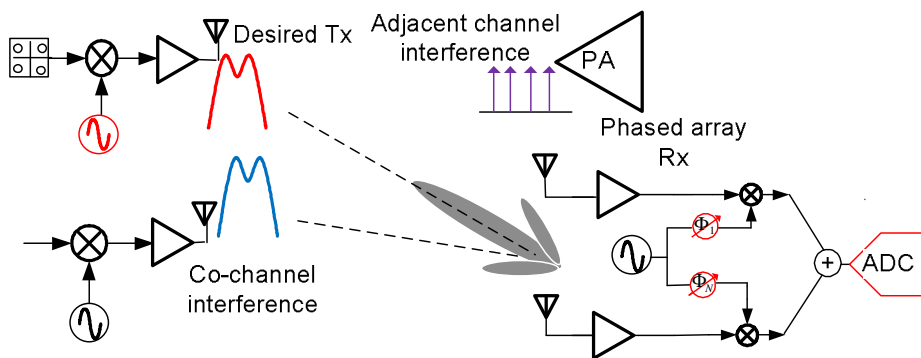 Desired Tx
Adjacent channel
interference
PA
Phased array
Rx
Φ1
ΦN
Co-channel
interference
+
ADC